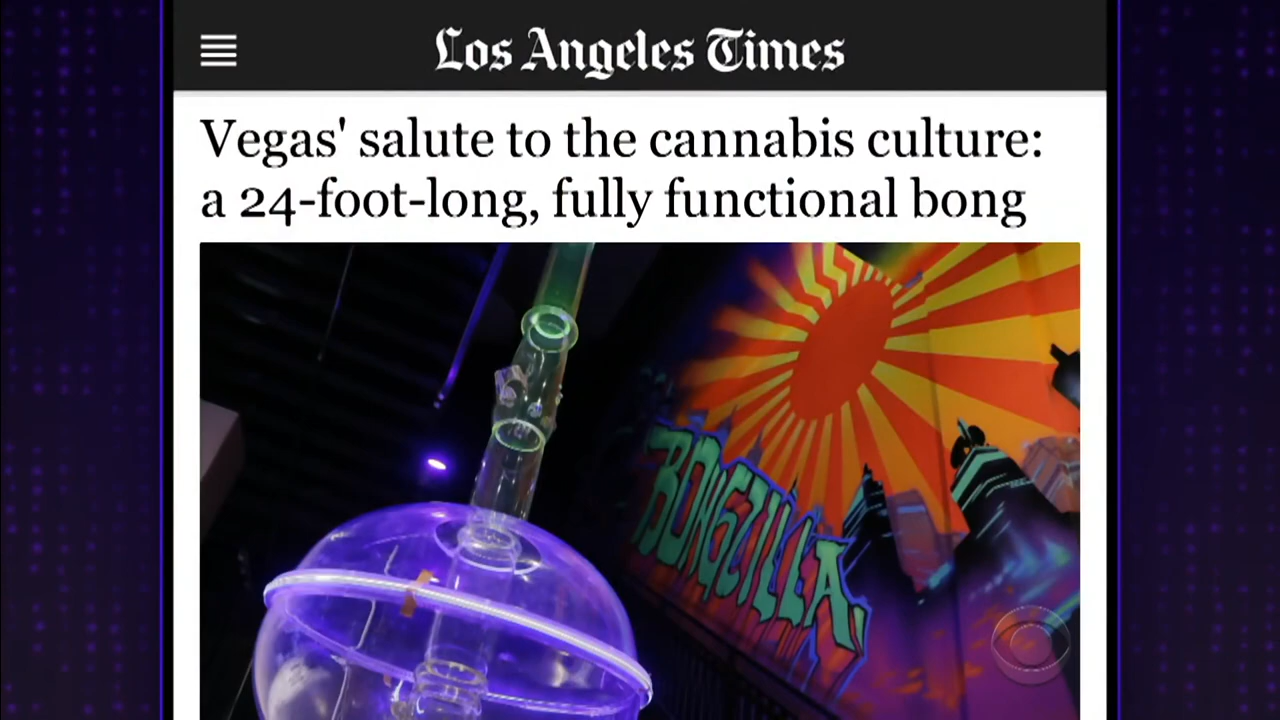 Los Angeles Times
Vegas' salute to the cannabis culture:
a 24-foot-long, fully functional bong
BONGZILLA